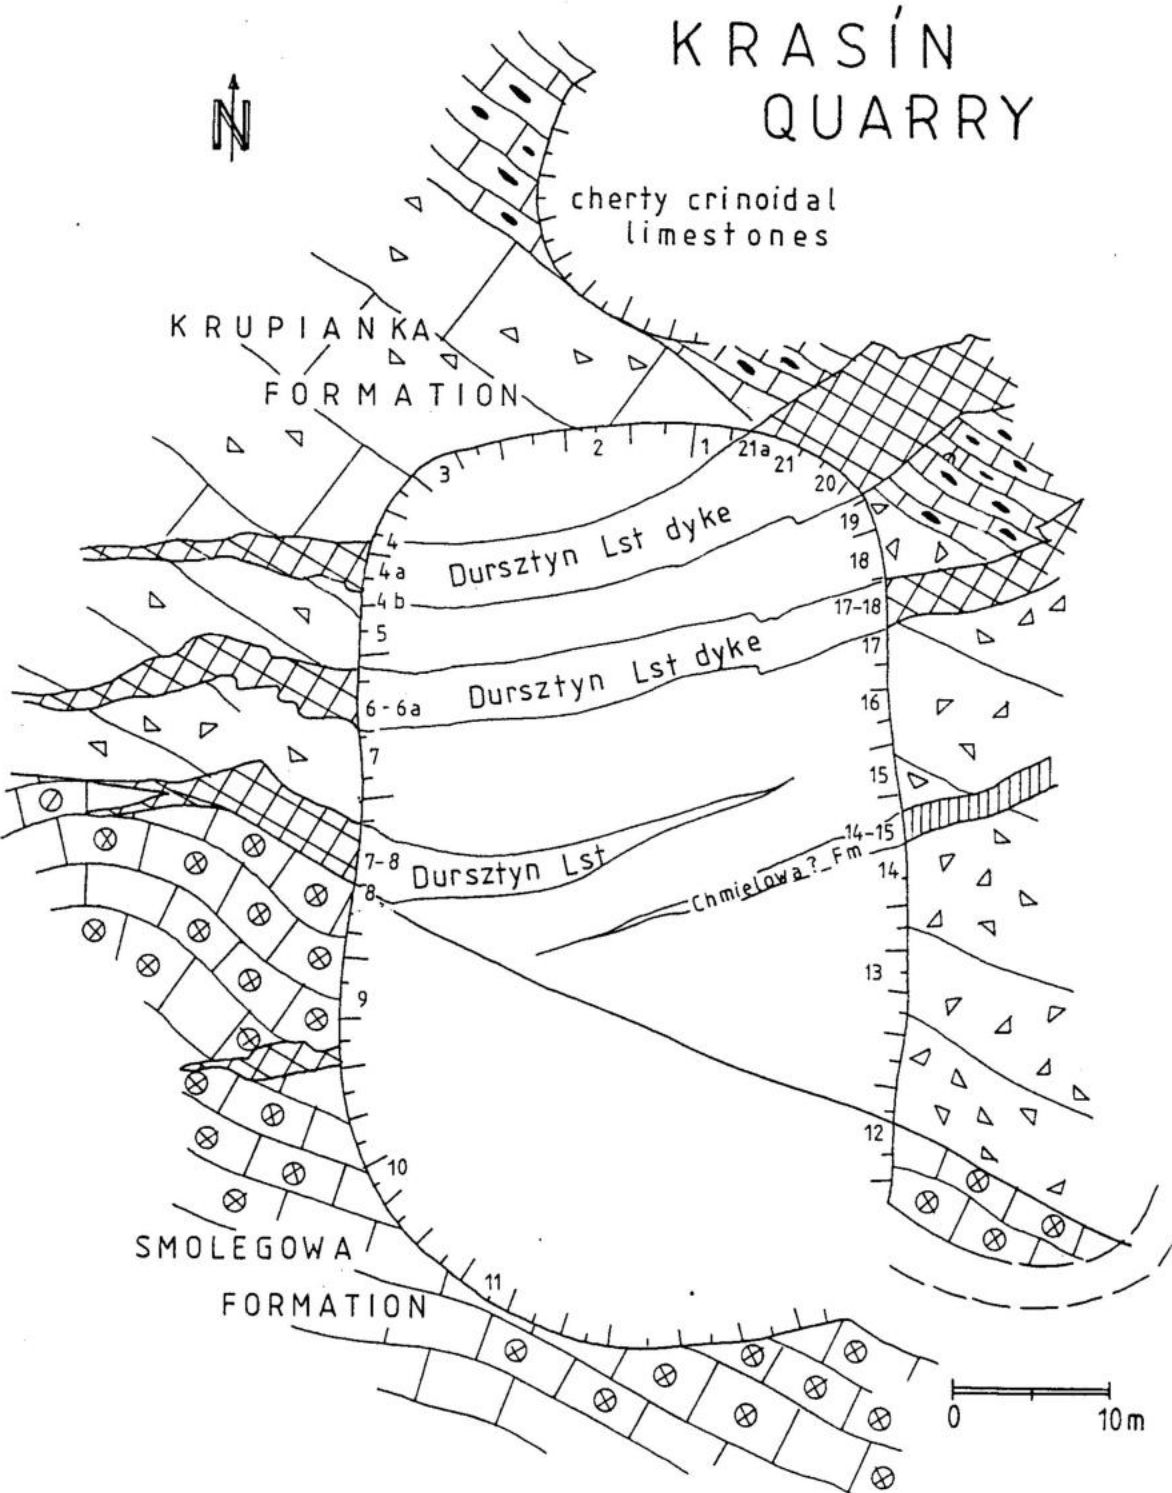 KRASÍN
QUARRY
N
cherty crinoidal
limestones
KRUPIANKA
FORMATION
3
2
1
21a
21
20
19
18
17-18
17
16
15
14-15
14
13
12
4
4a
4b
5
6-6a
7
7-8
8
9
10
11
Dursztyn Lst dyke
Dursztyn Lst dyke
Dursztyn Lst
Chmielowa? Fm
SMOLEGOWA
FORMATION
0 10m